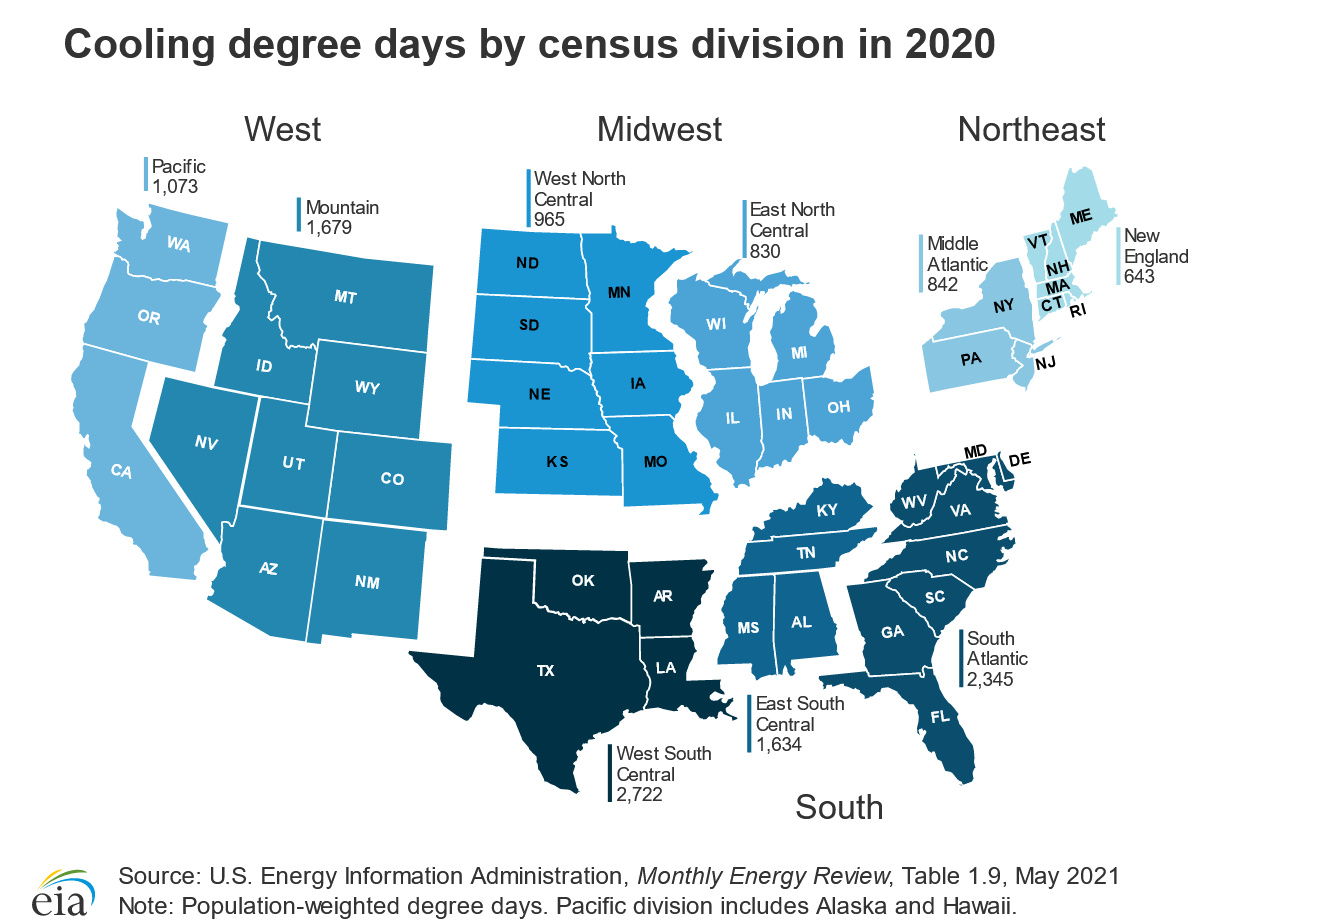 Cooling degree days by census division in 2020
West
Midwest
Northeast
Pacific
1,073
Mountain
1,679
West North
Central
965
East North
Central
830
Middle
Atlantic
842
New
England
643
WA
OR
CA
MT
ID
WY
NV
UT
CO
AZ
NM
ND
SD
NE
KS
MN
IA
MO
WI
MI
IL
IN
OH
NY
PA
NJ
ME
VT
NH
MA
CT
RI
MD
DE
WV
VA
NC
SC
GA
FL
KY
TN
MS
AL
OK
AR
TX
LA
South
Atlantic
2,345
East South
Central
1,634
West South
Central
2,722
South
eia
Source: U.S. Energy Information Administration, Monthly Energy Review, Table 1.9, May 2021
Note: Population-weighted degree days. Pacific division includes Alaska and Hawaii.